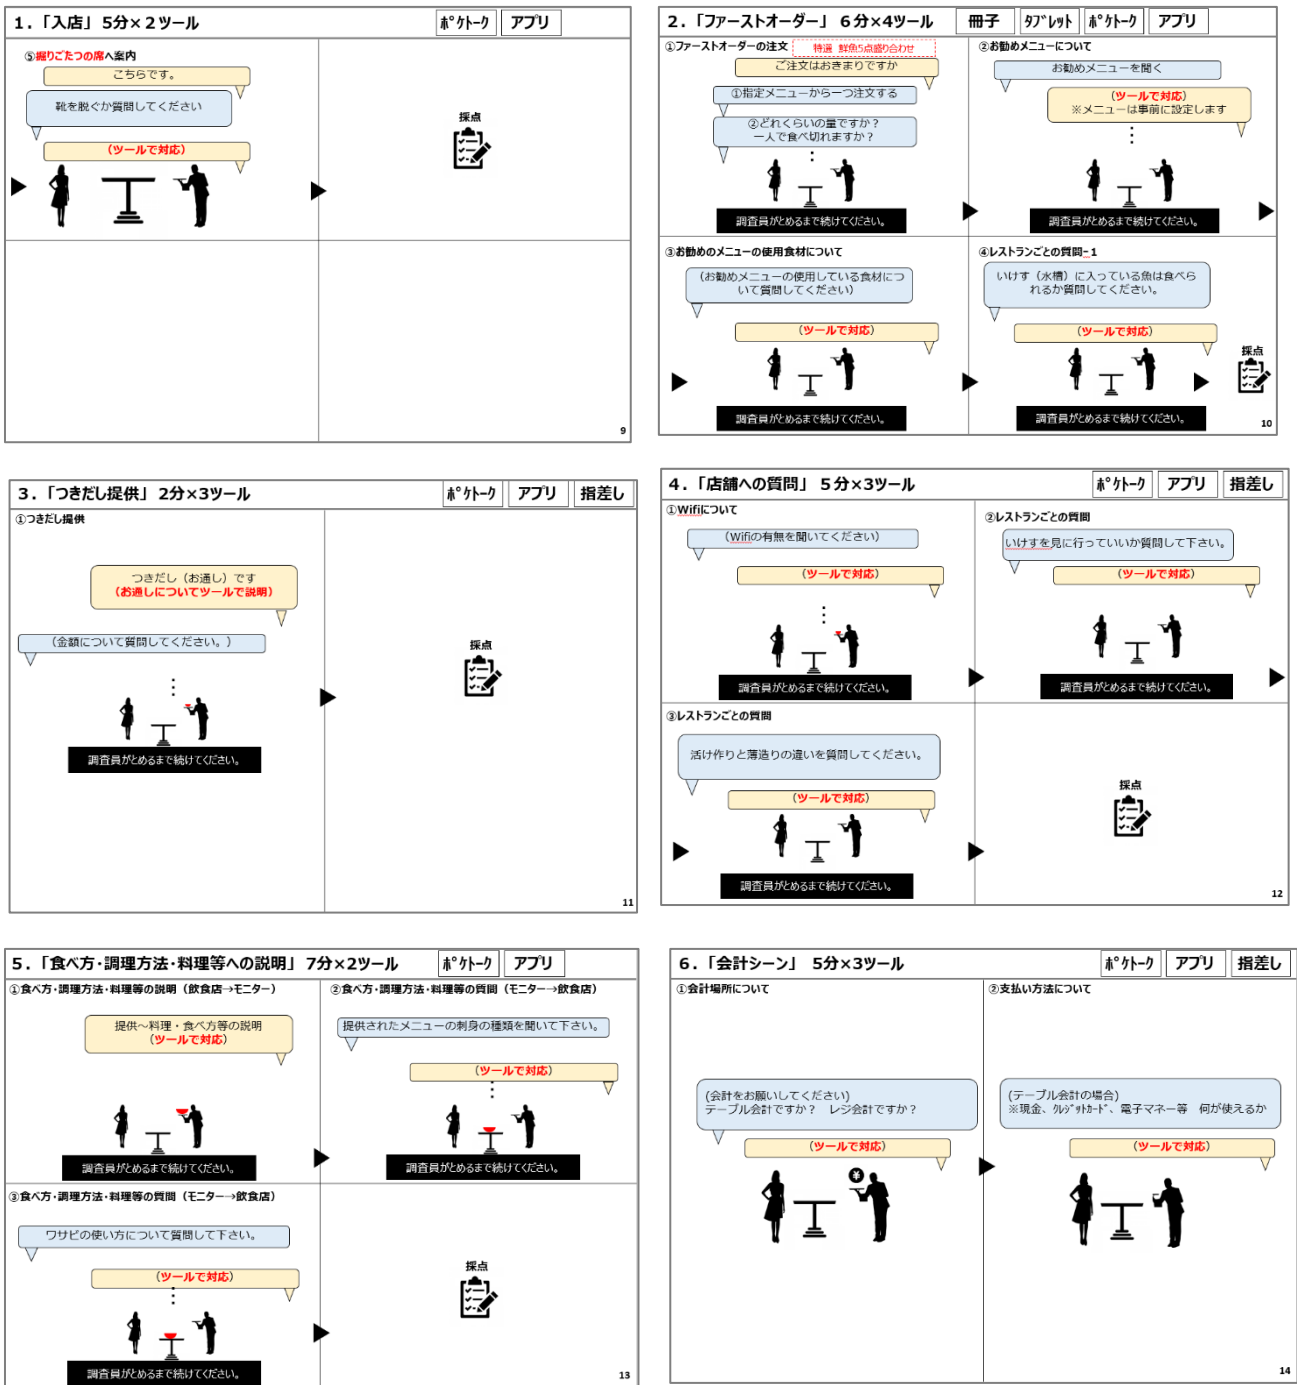 1．「入店」 5分×２ツール
ﾎﾟｹﾄｰｸ
アプリ
⑤掘りごたつの席へ案内
こちらです。
靴を脱ぐか質問してください
（ツールで対応）
採点
9
2．「ファーストオーダー」 ６分×4ツール
冊子
ﾀﾌﾞﾚｯﾄ
ﾎﾟｹﾄｰｸ
アプリ
①ファーストオーダーの注文
特選 鮮魚5点盛り合わせ
ご注文はおきまりですか
①指定メニューから一つ注文する
②どれくらいの量ですか？
一人で食べ切れますか？
調査員がとめるまで続けてください。
②お勧めメニューについて
お勧めメニューを聞く
（ツールで対応）
※メニューは事前に設定します
調査員がとめるまで続けてください。
③お勧めのメニューの使用食材について
（お勧めメニューの使用している食材につ
いて質問してください）
（ツールで対応）
調査員がとめるまで続けてください。
④レストランごとの質問-1
いけす（水槽）に入っている魚は食べら
れるか質問してください。
（ツールで対応）
調査員がとめるまで続けてください。
採点
10
3．「つきだし提供」 2分×3ツール
ﾎﾟｹﾄｰｸ
アプリ
指差し
①つきだし提供
つきだし（お通し）です
（お通しについてツールで説明）
（金額について質問してください。）
調査員がとめるまで続けてください。
採点
11
4．「店舗への質問」 ５分×3ツール
ﾎﾟｹﾄｰｸ
アプリ
指差し
①Wifiについて
（Wifiの有無を聞いてください）
（ツールで対応）
調査員がとめるまで続けてください。
②レストランごとの質問
いけすを見に行っていいか質問して下さい。
（ツールで対応）
調査員がとめるまで続けてください。
③レストランごとの質問
活け作りと薄造りの違いを質問してください。
（ツールで対応）
調査員がとめるまで続けてください。
採点
12
5．「食べ方・調理方法・料理等への説明」 7分×2ツール
ﾎﾟｹﾄｰｸ
アプリ
①食べ方・調理方法・料理等の説明（飲食店→モニター）
提供～料理・食べ方等の説明
（ツールで対応）
調査員がとめるまで続けてください。
②食べ方・調理方法・料理等の質問（モニター→飲食店）
提供されたメニューの刺身の種類を聞いて下さい。
（ツールで対応）
調査員がとめるまで続けてください。
③食べ方・調理方法・料理等の質問（モニター→飲食店）
ワサビの使い方について質問して下さい。
（ツールで対応）
調査員がとめるまで続けてください。
採点
13
6．「会計シーン」 5分×3ツール
ﾎﾟｹﾄｰｸ
アプリ
指差し
①会計場所について
(会計をお願いしてください)
テーブル会計ですか？ レジ会計ですか？
（ツールで対応）
¥
②支払い方法について
(テーブル会計の場合)
※現金、ｸﾚｼﾞｯﾄｶｰﾄﾞ、電子マネー等 何が使えるか
（ツールで対応）
14